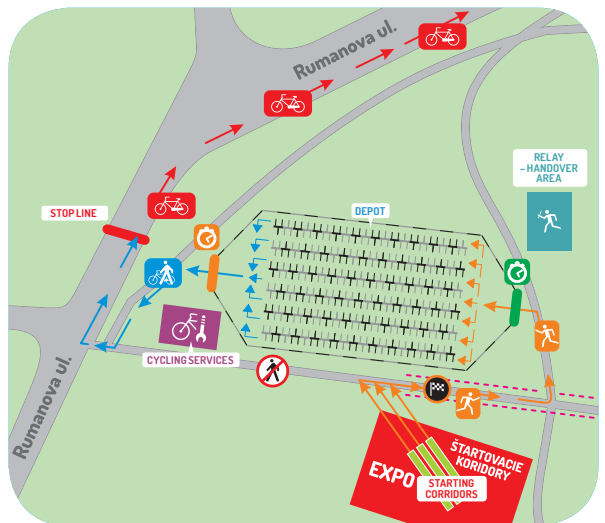 Rumanova ul.
RELAY
– HANDOVER
AREA
STOP LINE
DEPOT
CYCLING SERVICES
Rumanova ul.
EXPO
ŠTARTOVACIE
KORIDORY
STARTING
CORRIDORS